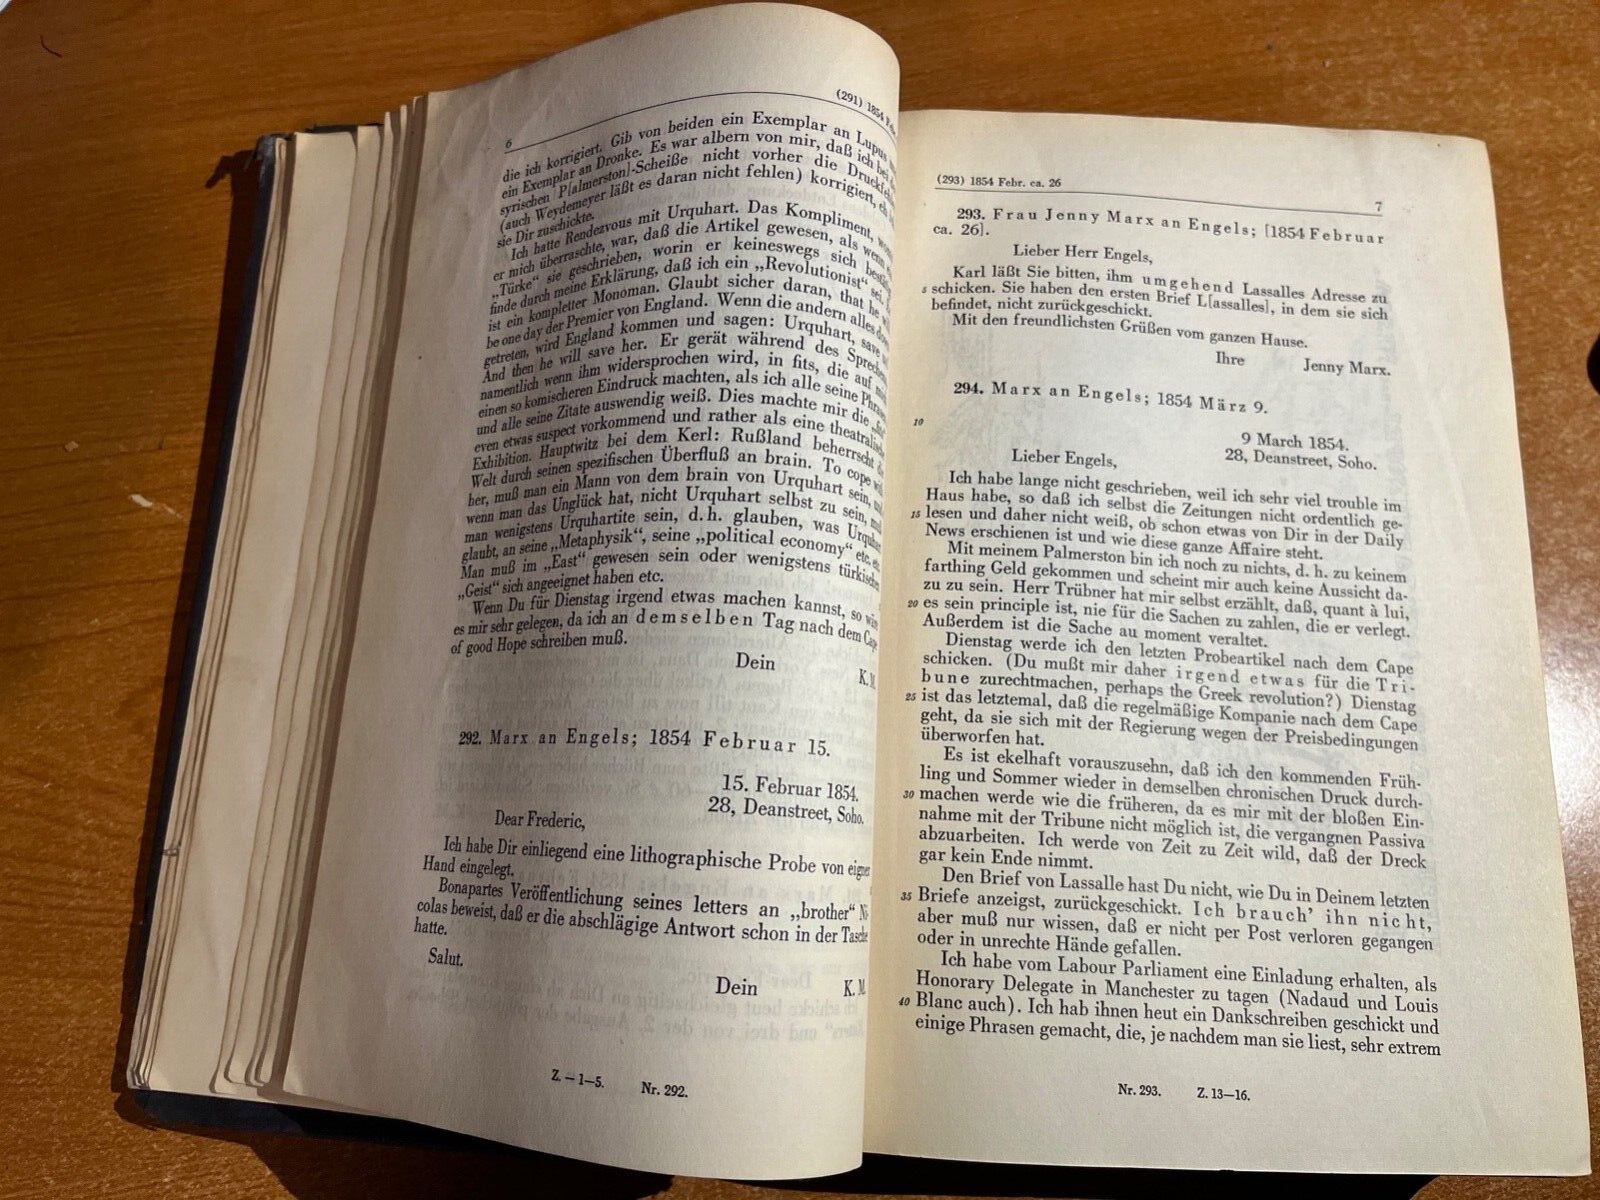 6
(291) 1854
die ich korrigiert. Gib von beiden ein Exemplar an Lupus
ein Exemplar an Dronke. Es war albern von mir, daß ich bei
syrischen P[almerston]-Scheiße nicht vorher die
(auch Weydemeyer läßt es daran nicht fehlen) korrigiert,
sie Dir zuschickte.
Ich hatte Rendezvous mit Urquhart. Das Kompliment,
er mich überraschte, war, daß die Artikel gewesen, als wenn
„Türke“ sie geschrieben, worin er keineswegs sich
finde durch meine Erklärung, daß ich ein „Revolutionist“ sei.
ist ein kompletter Monoman. Glaubt sicher daran, that he
be one day der Premier von England. Wenn die andern alles
getreten, wird England kommen und sagen: Urquhart, save
And then he will save her. Er gerät während des
namentlich wenn ihm widersprochen wird, in fits, die auf
einen so komischeren Eindruck machten, als ich alle seine
und alle seine Zitate auswendig weiß. Dies machte mir die
even etwas suspect vorkommend und rather als eine
Exhibition. Hauptwitz bei dem Kerl: Rußland beherrscht
Welt durch seinen spezifischen Überfluß an brain. To cope
her, muß man ein Mann von dem brain von Urquhart sein,
wenn man das Unglück hat, nicht Urquhart selbst zu sein,
man wenigstens Urquhartite sein, d. h. glauben, was
glaubt, an seine „Metaphysik“, seine „political economy“ etc.
Man muß im „East“ gewesen sein oder wenigstens
„Geist“ sich angeeignet haben etc.
Wenn Du für Dienstag irgend etwas machen kannst, so
es mir sehr gelegen, da ich an demselben Tag nach dem Cape
of good Hope schreiben muß.
Dein
K. M.
292. Marx an Engels; 1854 Februar 15.
15. Februar 1854.
28, Deanstreet, Soho.
Dear Frederic,
Ich habe Dir einliegend eine lithographische Probe von
Hand eingelegt.
Bonapartes Veröffentlichung seines letters an „brother“
colas beweist, daß er die abschlägige Antwort schon in der Tasche
hatte.
Salut.
Dein K. M.
Z. – 1–5. Nr. 292.
(293) 1854 Febr. ca. 26
7
293. Frau Jenny Marx an Engels; [1854 Februar
ca. 26].
Lieber Herr Engels,
Karl läßt Sie bitten, ihm umgehend Lassalles Adresse zu
5 schicken. Sie haben den ersten Brief L[assalles], in dem sie sich
befindet, nicht zurückgeschickt.
Mit den freundlichsten Grüßen vom ganzen Hause.
Ihre Jenny Marx.
294. Marx an Engels; 1854 März 9.
10
9 March 1854.
28, Deanstreet, Soho.
Lieber Engels,
Ich habe lange nicht geschrieben, weil ich sehr viel trouble im
Haus habe, so daß ich selbst die Zeitungen nicht ordentlich ge-
15 lesen und daher nicht weiß, ob schon etwas von Dir in der Daily
News erschienen ist und wie diese ganze Affaire steht.
Mit meinem Palmerston bin ich noch zu nichts, d. h. zu keinem
farthing Geld gekommen und scheint mir auch keine Aussicht da-
zu zu sein. Herr Trübner hat mir selbst erzählt, daß, quant à lui,
20 es sein principle ist, nie für die Sachen zu zahlen, die er verlegt.
Außerdem ist die Sache au moment veraltet.
Dienstag werde ich den letzten Probeartikel nach dem Cape
schicken. (Du mußt mir daher irgend etwas für die Tri-
bune zurechtmachen, perhaps the Greek revolution?) Dienstag
25 ist das letztemal, daß die regelmäßige Kompanie nach dem Cape
geht, da sie sich mit der Regierung wegen der Preisbedingungen
überworfen hat.
Es ist ekelhaft vorauszusehn, daß ich den kommenden Früh-
ling und Sommer wieder in demselben chronischen Druck durch-
30 machen werde wie die früheren, da es mir mit der bloßen Ein-
nahme mit der Tribune nicht möglich ist, die vergangnen Passiva
abzuarbeiten. Ich werde von Zeit zu Zeit wild, daß der Dreck
gar kein Ende nimmt.
Den Brief von Lassalle hast Du nicht, wie Du in Deinem letzten
35 Briefe anzeigst, zurückgeschickt. Ich brauch’ ihn nicht,
aber muß nur wissen, daß er nicht per Post verloren gegangen
oder in unrechte Hände gefallen.
Ich habe vom Labour Parliament eine Einladung erhalten, als
Honorary Delegate in Manchester zu tagen (Nadaud und Louis
40 Blanc auch). Ich hab ihnen heut ein Dankschreiben geschickt und
einige Phrasen gemacht, die, je nachdem man sie liest, sehr extrem
Nr. 293. Z. 13–16.